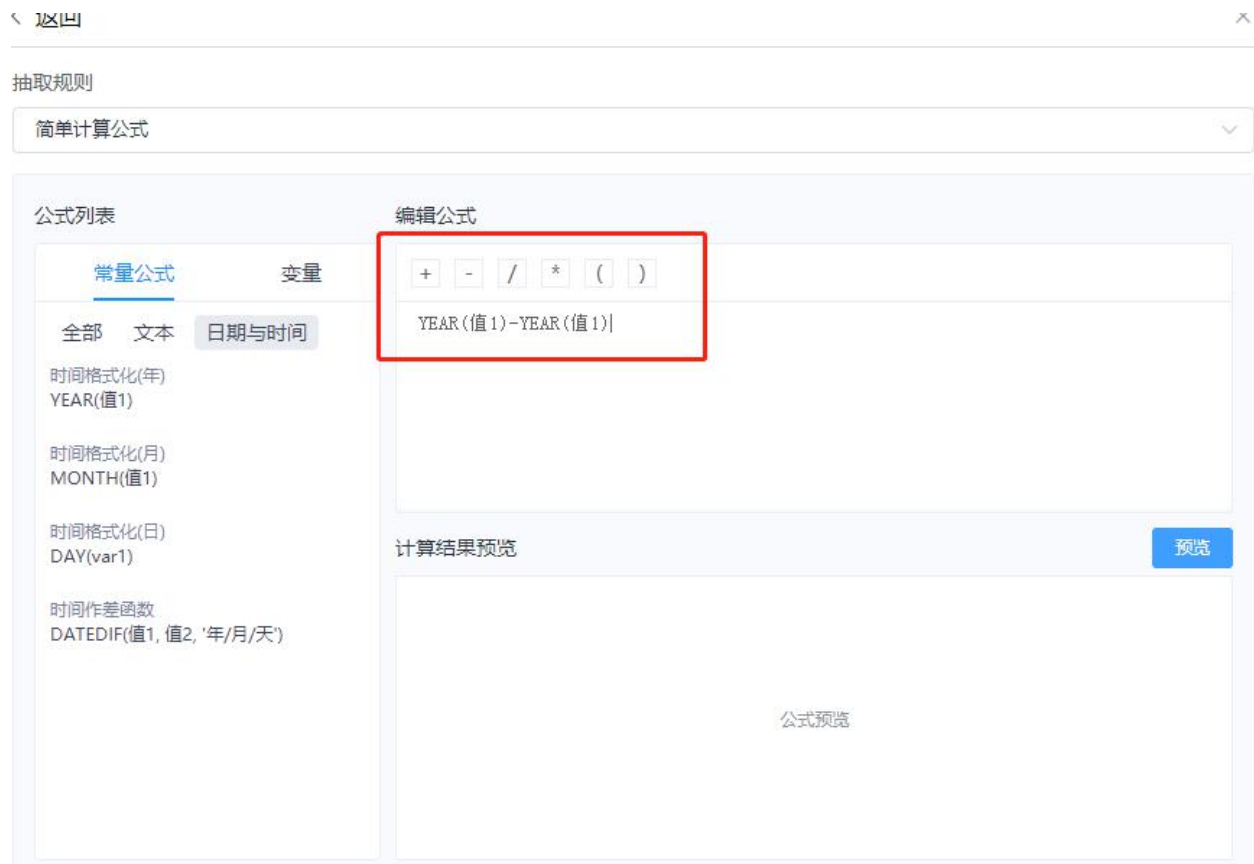 < 返回 ×
抽取规则
简单计算公式
公式列表
常量公式 变量
全部 文本 日期与时间
时间格式化(年)
YEAR(值1)
时间格式化(月)
MONTH(值1)
时间格式化(日)
DAY(var1)
时间作差函数
DATEDIF(值1, 值2, '年/月/天')
编辑公式
+ - / * ( )
YEAR(值1)-YEAR(值1)
计算结果预览 预览
公式预览